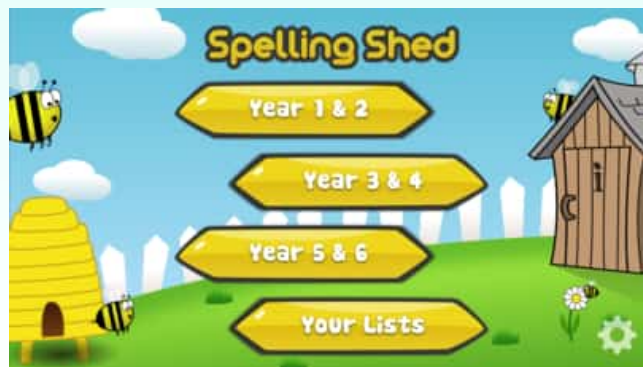 Spelling Shed
Year 1 & 2
Year 3 & 4
i
Year 5 & 6
Your Lists